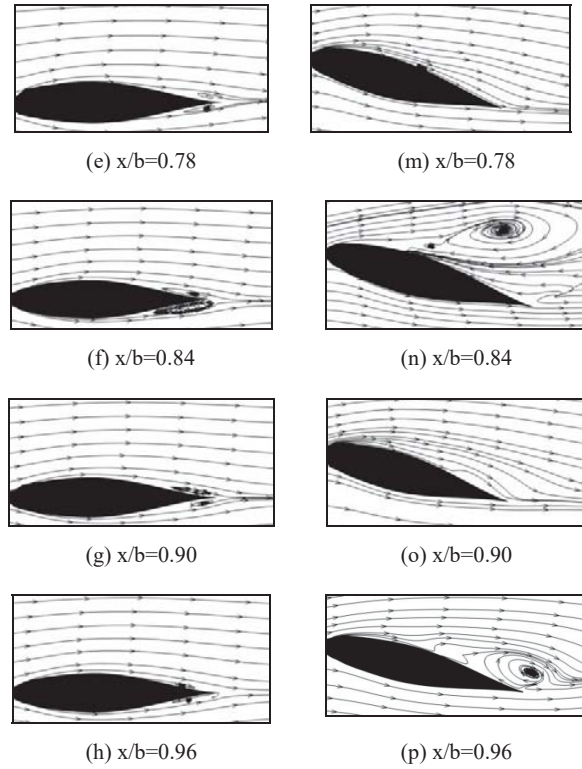 (e) x/b=0.78
(m) x/b=0.78
(f) x/b=0.84
(n) x/b=0.84
(g) x/b=0.90
(o) x/b=0.90
(h) x/b=0.96
(p) x/b=0.96